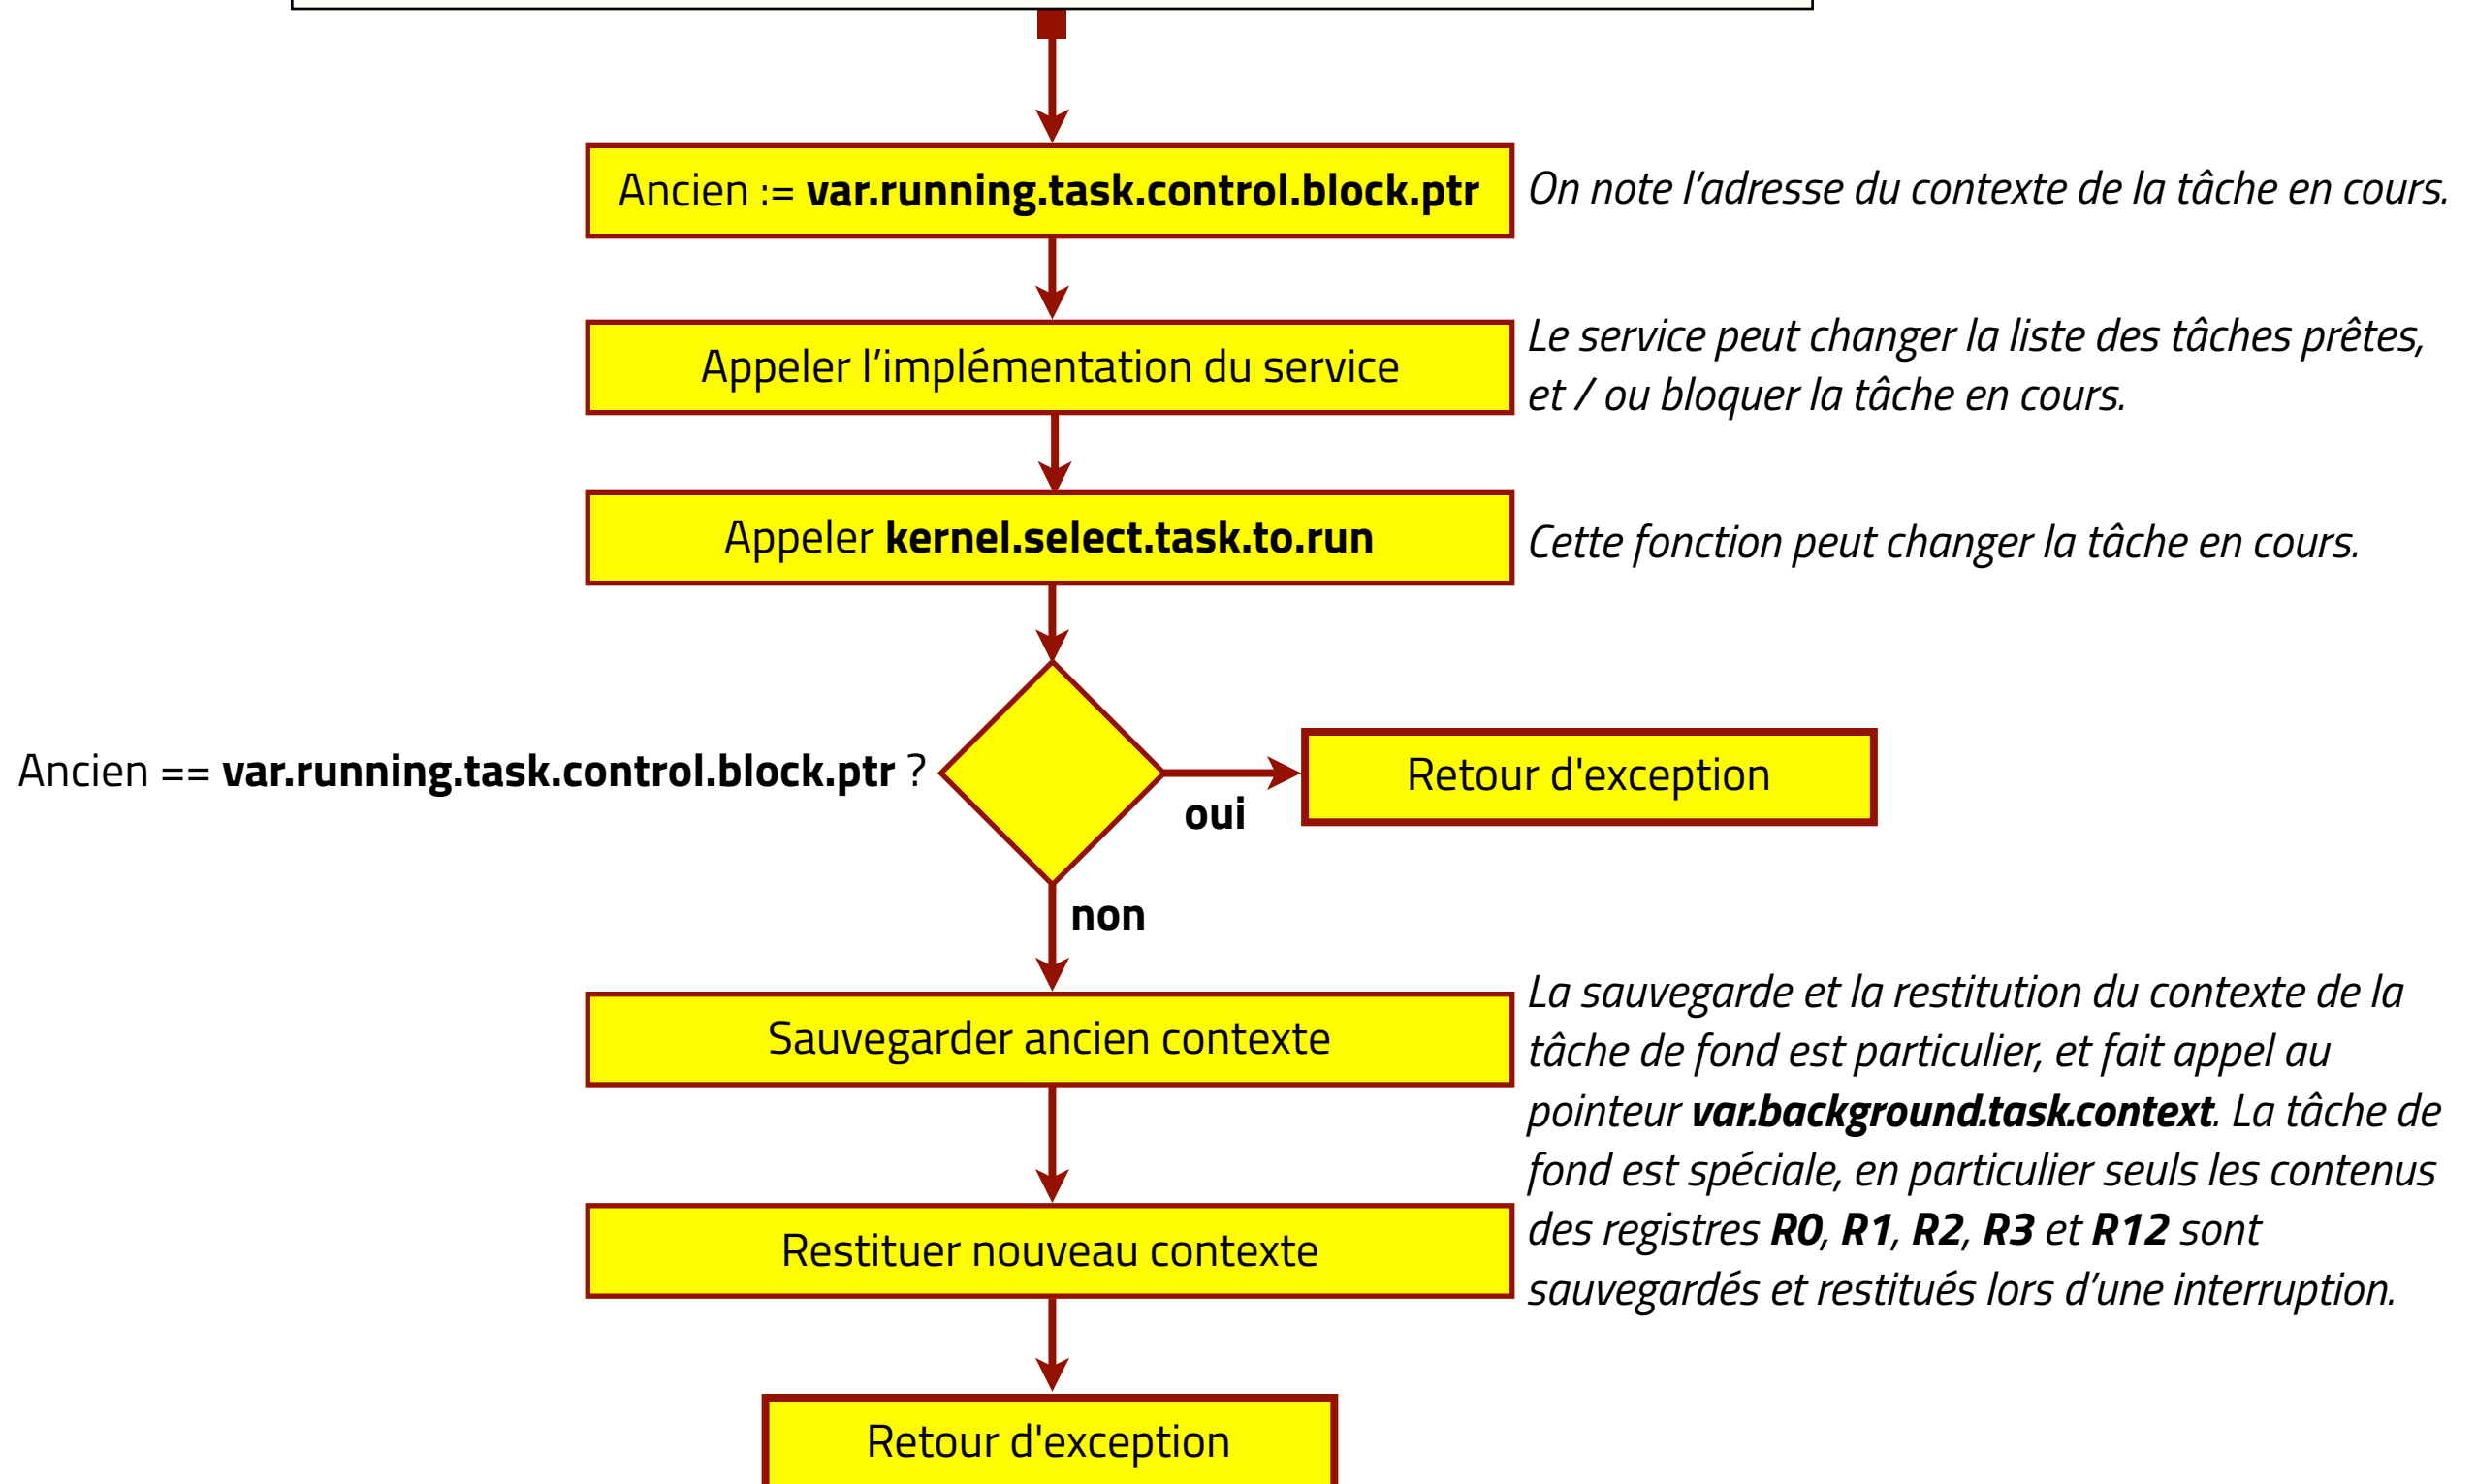 Ancien := var.running.task.control.block.ptr
On note l’adresse du contexte de la tâche en cours.
Appeler l’implémentation du service
Le service peut changer la liste des tâches prêtes,
et / ou bloquer la tâche en cours.
Appeler kernel.select.task.to.run
Cette fonction peut changer la tâche en cours.
Ancien == var.running.task.control.block.ptr ?
Retour d'exception
oui
non
Sauvegarder ancien contexte
La sauvegarde et la restitution du contexte de la
tâche de fond est particulier, et fait appel au
pointeur var.background.task.context. La tâche de
fond est spéciale, en particulier seuls les contenus
des registres R0, R1, R2, R3 et R12 sont
sauvegardés et restitués lors d’une interruption.
Restituer nouveau contexte
Retour d'exception